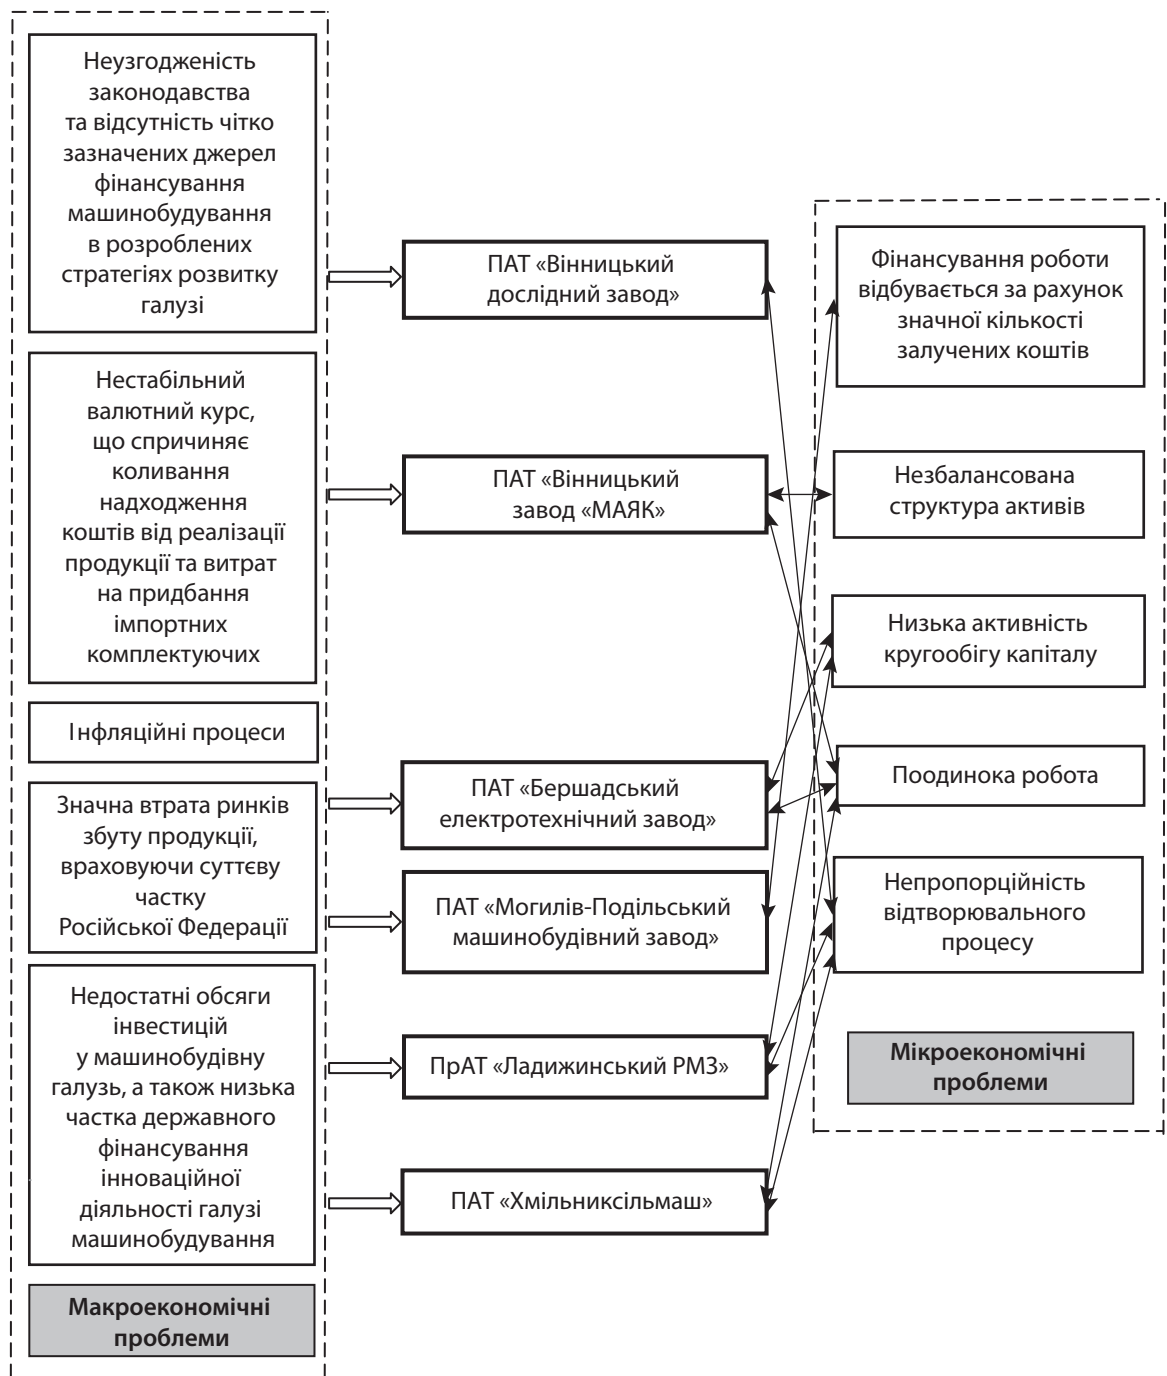 Неузгодженість
законодавства
та відсутність чітко
зазначених джерел
фінансування
машинобудування
в розроблених
стратегіях розвитку
галузі
Нестабільний
валютний курс,
що спричиняє
коливання
надходження
коштів від реалізації
продукції та витрат
на придбання
імпортних
комплектуючих
Інфляційні процеси
Значна втрата ринків
збуту продукції,
враховуючи суттєву
частку
Російської Федерації
Недостатні обсяги
інвестицій
у машинобудівну
галузь, а також низька
частка державного
фінансування
інноваційної
діяльності галузі
машинобудування
Макроекономічні
проблеми
ПАТ «Вінницький
дослідний завод»
ПАТ «Вінницький
завод «МАЯК»
ПАТ «Бершадський
електротехнічний завод»
ПАТ «Могилів-Подільський
машинобудівний завод»
ПрАТ «Ладижинський РМЗ»
ПАТ «Хмільниксільмаш»
Фінансування роботи
відбувається за рахунок
значної кількості
залучених коштів
Незбалансована
структура активів
Низька активність
кругообігу капіталу
Поодинока робота
Непропорційність
відтворювального
процесу
Мікроекономічні
проблеми